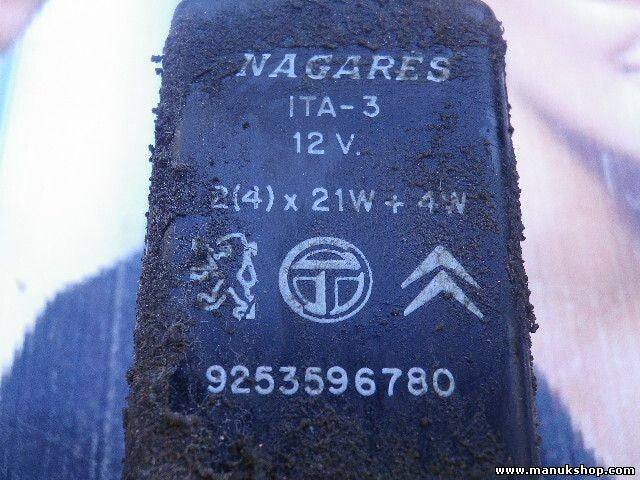 NAGARES
ITA-3
12 V.
2(4) x 21W + 4W
9253596780
www.manukshop.com